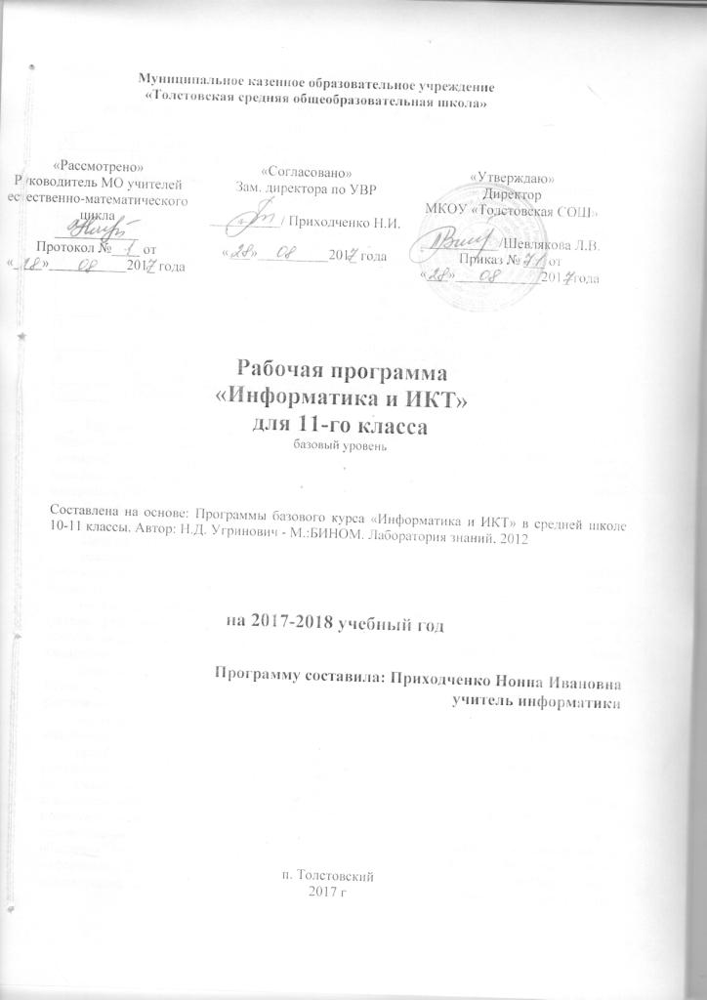 Муниципальное казенное образовательное учреждение
«Толстовская средняя общеобразовательная школа»
«Рассмотрено»
Руководитель МО учителей
естественно-математического
цикла
Протокол № 1 от
«28» 08 2017 года
«Согласовано»
Зам. директора по УВР
/ Приходченко Н.И.
«28» 08 2017 года
«Утверждаю»
Директор
МКОУ «Толстовская СОШ»
/Шевлякова Л.В.
Приказ № 71 от
«28» 08 2017 года
Рабочая программа
«Информатика и ИКТ»
для 11-го класса
базовый уровень
Составлена на основе: Программы базового курса «Информатика и ИКТ» в средней школе
10-11 классы. Автор: Н.Д. Угринович - М.:БИНОМ. Лаборатория знаний. 2012
на 2017-2018 учебный год
Программу составила: Приходченко Нонна Ивановна
учитель информатики
п. Толстовский
2017 г